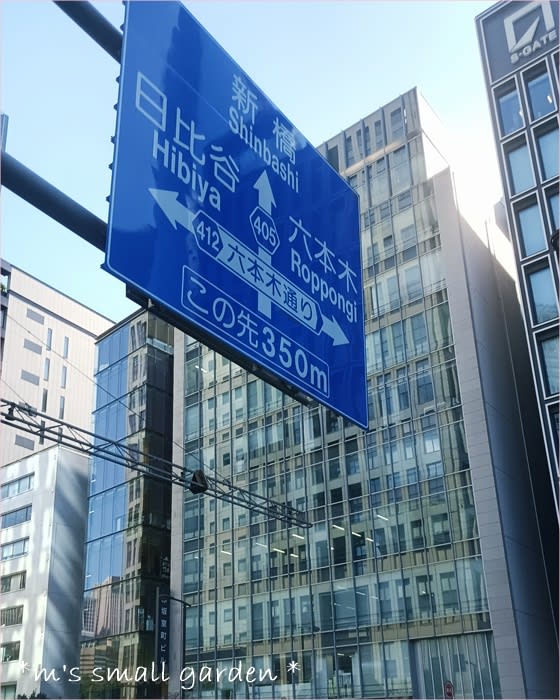 S-GATE
新橋
Shinbashi
日比谷
Hibiya
405
六本木
Roppongi
412
六本木通り
この先350m
*m's small garden*